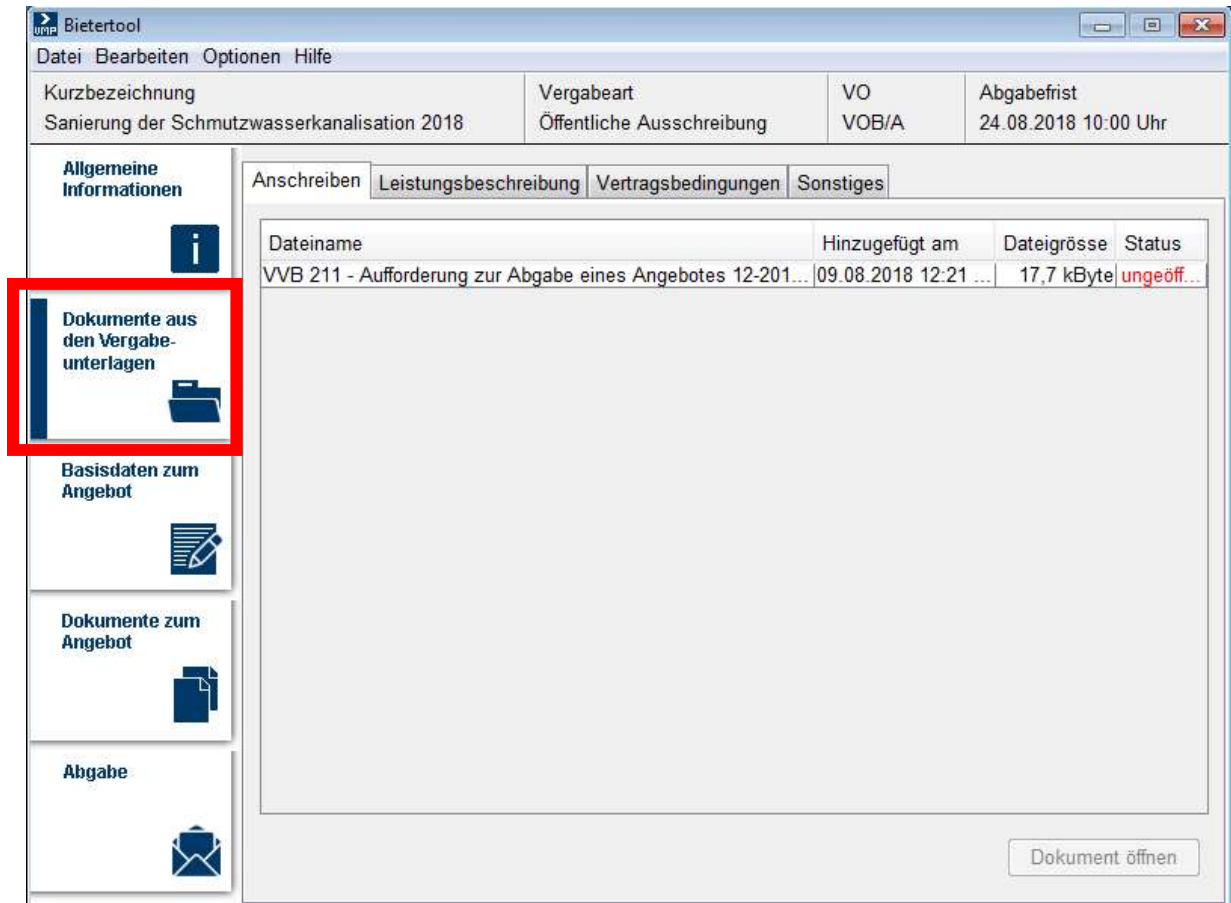 UMP Bietertool
Datei Bearbeiten Optionen Hilfe
Kurzbezeichnung Vergabeart VO Abgabefrist
Sanierung der Schmutzwasserkanalisation 2018 Öffentliche Ausschreibung VOB/A 24.08.2018 10:00 Uhr
Allgemeine
Informationen
i
Dokumente aus
den Vergabe-
unterlagen
Basisdaten zum
Angebot
Dokumente zum
Angebot
Abgabe
Anschreiben Leistungsbeschreibung Vertragsbedingungen Sonstiges
Dateiname Hinzugefügt am Dateigrösse Status
VVB 211 - Aufforderung zur Abgabe eines Angebotes 12-201... 09.08.2018 12:21 ... 17,7 kByte ungeöff...
Dokument öffnen